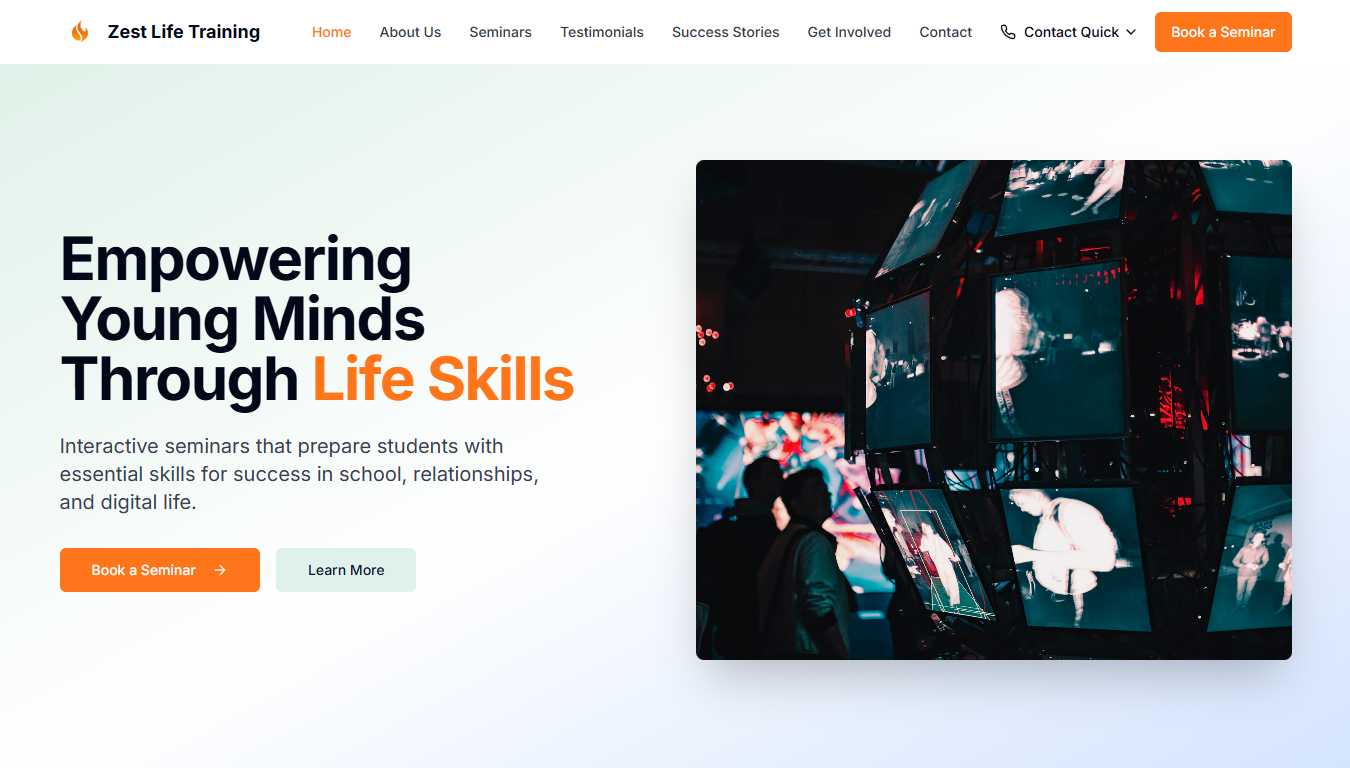 Zest Life Training
Home
About Us
Seminars
Testimonials
Success Stories
Get Involved
Contact
Contact Quick
Book a Seminar
Empowering
Young Minds
Through Life Skills
Interactive seminars that prepare students with
essential skills for success in school, relationships,
and digital life.
Book a Seminar
Learn More